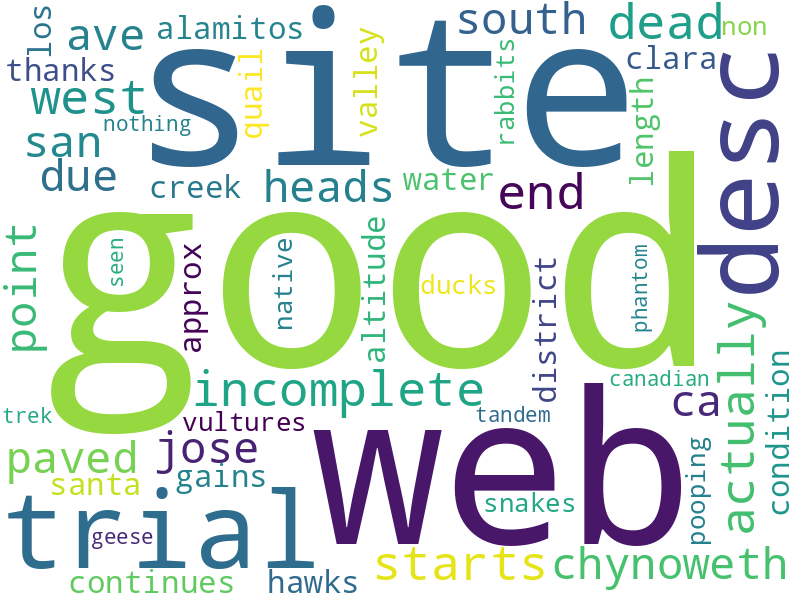 los
ave
alamitos
south
dead
non
thanks
site
clara
quail
valley
rabbits
west
nothing
desc
san
length
due
creek
heads
water
end
good
point
seen
approx
native
altitude
ducks
district
phantom
actually
incomplete
canadian
condition
ca
trek
vultures
tandem
web
jose
paved
gains
pooping
santa
trial
snakes
geese
starts
chynoweth
continues
hawks